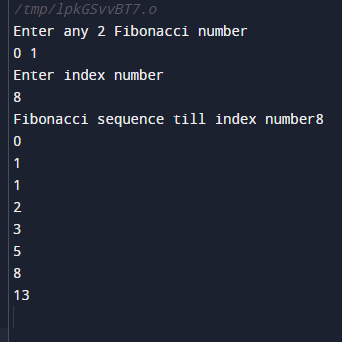 /tmp/lpkGSvvBT7.o
Enter any 2 Fibonacci number
0 1
Enter index number
8
Fibonacci sequence till index number8
0
1
1
2
3
5
8
13